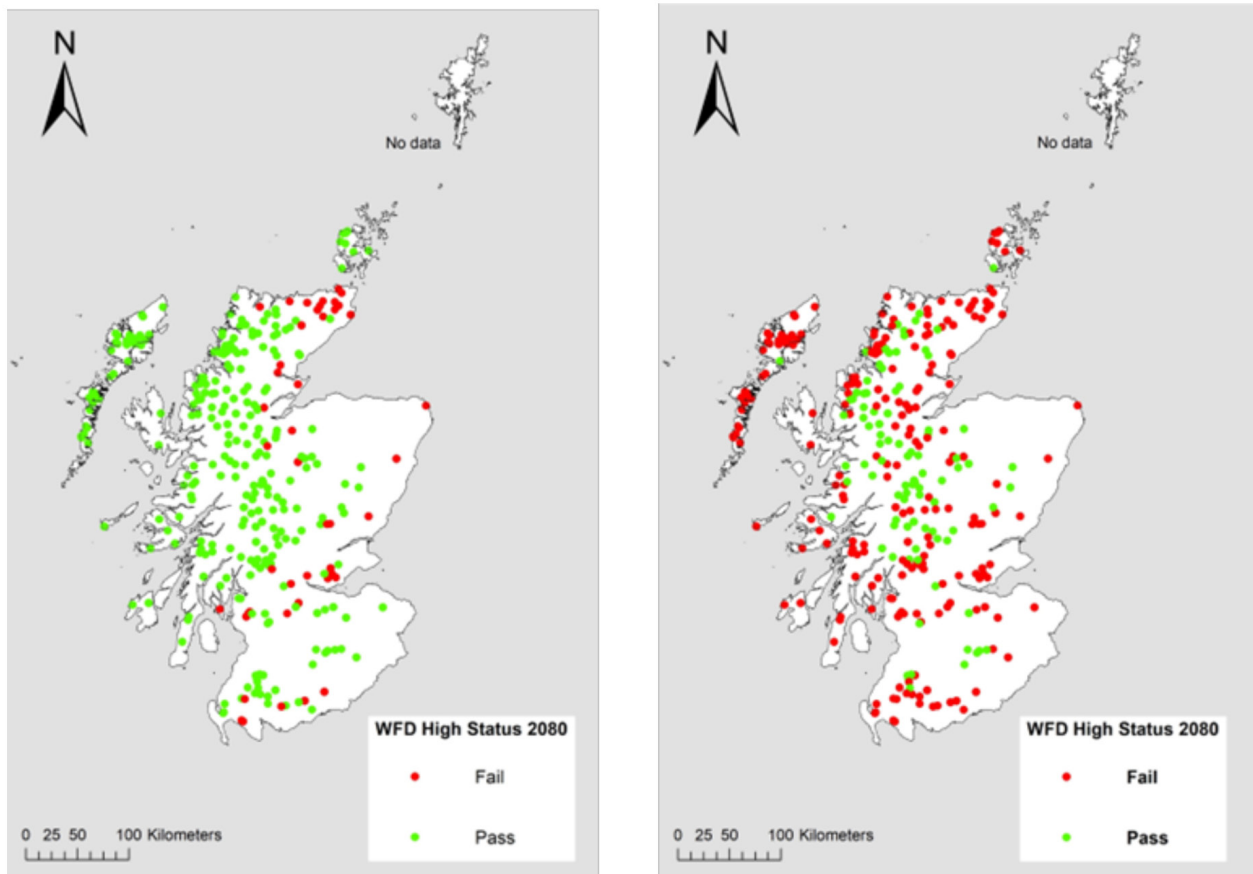 N
No data
WFD High Status 2080
Fail
Pass
0 25 50 100 Kilometers
N
No data
WFD High Status 2080
Fail
Pass
0 25 50 100 Kilometers